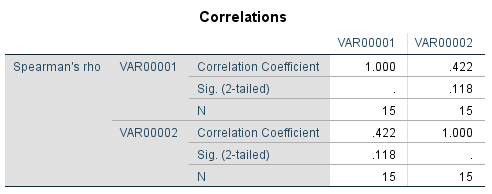 Correlations
VAR00001 VAR00002
Spearman's rho VAR00001 Correlation Coefficient 1.000 .422
Sig. (2-tailed) . .118
N 15 15
VAR00002 Correlation Coefficient .422 1.000
Sig. (2-tailed) .118 .
N 15 15